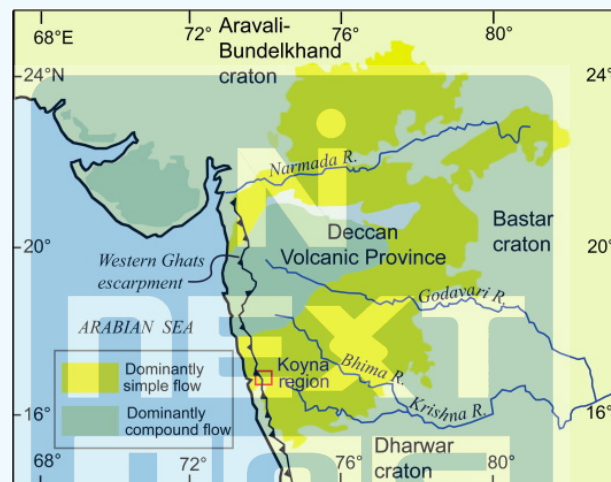 68°E 72° 76° 80°
Aravali-
Bundelkhand
craton
24°N 24°
Narmada R.
Deccan
Volcanic Province
Bastar
craton
20° 20°
Western Ghats
escarpment
Godavari R.
ARABIAN SEA
Koyna
region
Bhima R.
Krishna R.
Dominantly
simple flow
Dominantly
compound flow
16° 16°
Dharwar
craton
68° 72° 76° 80°
Ni
NEXT